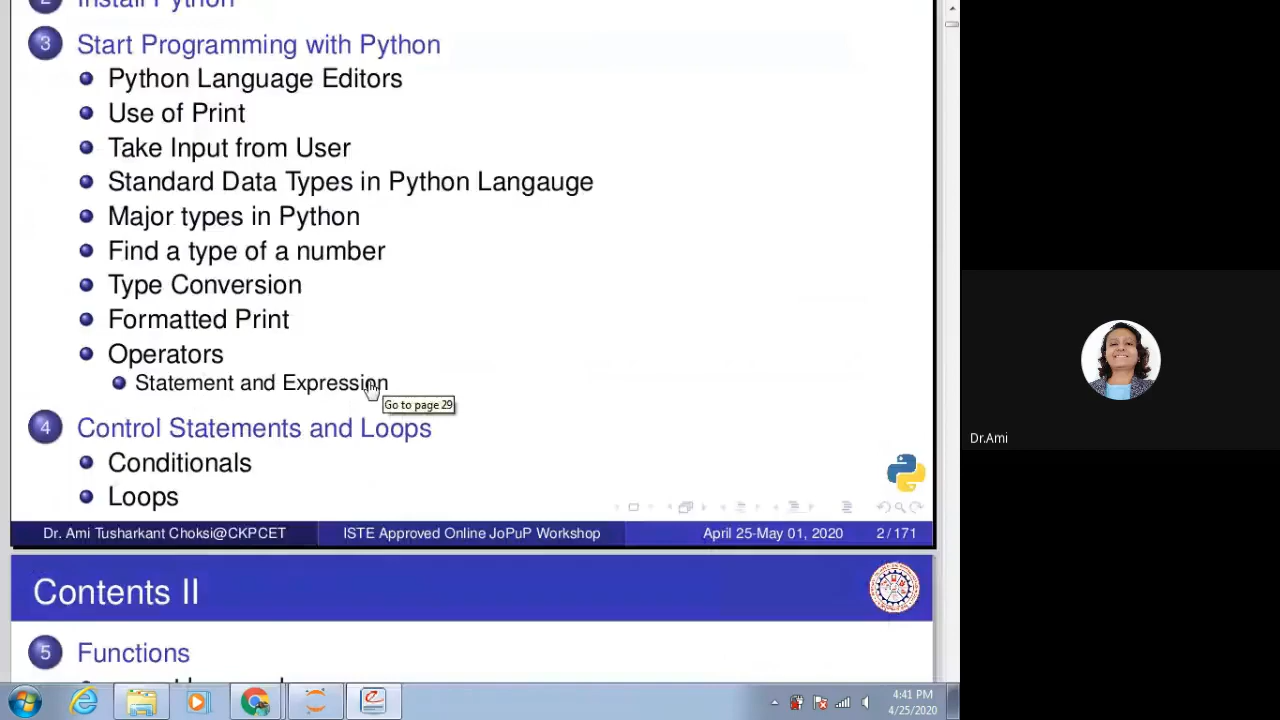 2 Install Python
3 Start Programming with Python
Python Language Editors
Use of Print
Take Input from User
Standard Data Types in Python Langauge
Major types in Python
Find a type of a number
Type Conversion
Formatted Print
Operators
Statement and Expression
Go to page 29
4 Control Statements and Loops
Conditionals
Loops
Dr. Ami Tusharkant Choksi@CKPCET ISTE Approved Online JoPuP Workshop April 25-May 01, 2020 2 / 171
Contents II
5 Functions
Dr.Ami
4:41 PM
4/25/2020